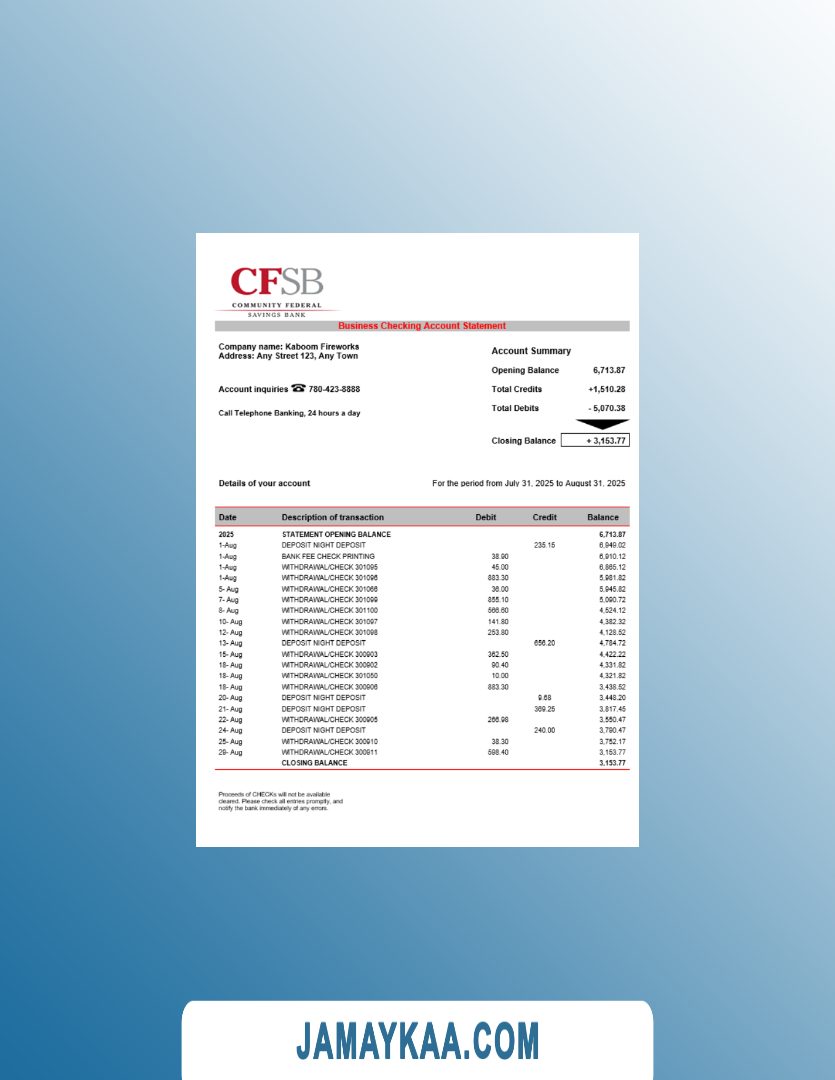 CFSB
COMMUNITY FEDERAL
SAVINGS BANK
Business Checking Account Statement
Company name: Kaboom Fireworks
Address: Any Street 123, Any Town
Account inquiries ☎ 780-423-8888
Call Telephone Banking, 24 hours a day
Account Summary
Opening Balance 6,713.87
Total Credits +1,510.28
Total Debits - 5,070.38
Closing Balance + 3,153.77
Details of your account For the period from July 31, 2025 to August 31, 2025
Date Description of transaction Debit Credit Balance
2025 STATEMENT OPENING BALANCE 6,713.87
1-Aug DEPOSIT NIGHT DEPOSIT 235.15 6,949.02
1-Aug BANK FEE CHECK PRINTING 38.90 6,910.12
1-Aug WITHDRAWAL/CHECK 301095 45.00 6,865.12
1-Aug WITHDRAWAL/CHECK 301096 883.30 5,981.82
5- Aug WITHDRAWAL/CHECK 301066 36.00 5,945.82
7- Aug WITHDRAWAL/CHECK 301099 855.10 5,090.72
8- Aug WITHDRAWAL/CHECK 301100 566.60 4,524.12
10- Aug WITHDRAWAL/CHECK 301097 141.80 4,382.32
12- Aug WITHDRAWAL/CHECK 301098 253.80 4,128.52
13- Aug DEPOSIT NIGHT DEPOSIT 656.20 4,784.72
15- Aug WITHDRAWAL/CHECK 300903 362.50 4,422.22
18- Aug WITHDRAWAL/CHECK 300902 90.40 4,331.82
18- Aug WITHDRAWAL/CHECK 301050 10.00 4,321.82
18- Aug WITHDRAWAL/CHECK 300906 883.30 3,438.52
20- Aug DEPOSIT NIGHT DEPOSIT 9.68 3,448.20
21- Aug DEPOSIT NIGHT DEPOSIT 369.25 3,817.45
22- Aug WITHDRAWAL/CHECK 300905 266.98 3,550.47
24- Aug DEPOSIT NIGHT DEPOSIT 240.00 3,790.47
25- Aug WITHDRAWAL/CHECK 300910 38.30 3,752.17
29- Aug WITHDRAWAL/CHECK 300911 598.40 3,153.77
CLOSING BALANCE 3,153.77
Proceeds of CHECKs will not be available
cleared. Please check all entries promptly, and
notify the bank immediately of any errors.
JAMAYKAA.COM